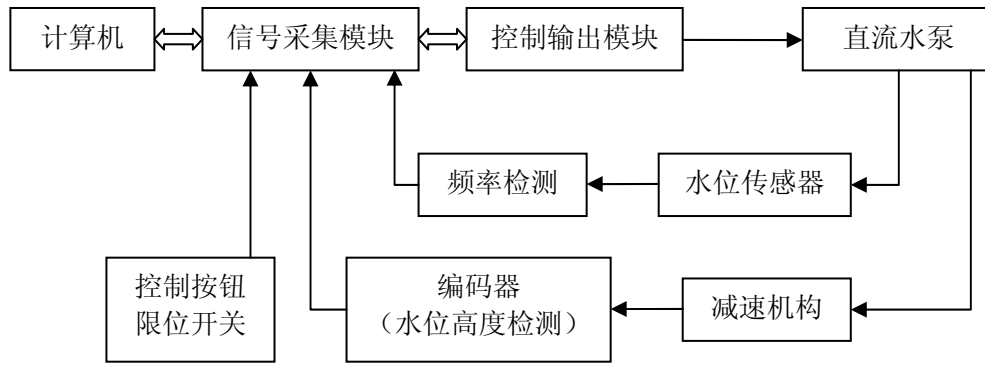 计算机
信号采集模块
控制输出模块
直流水泵
频率检测
水位传感器
控制按钮
限位开关
编码器
（水位高度检测）
减速机构